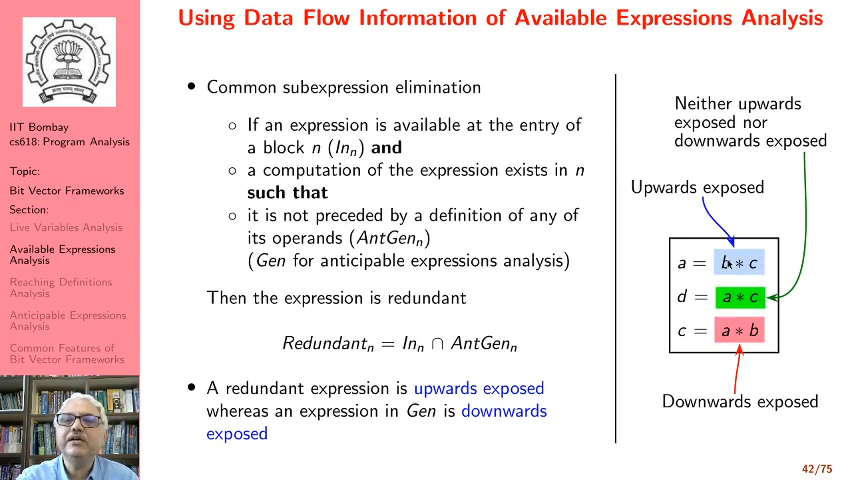 Using Data Flow Information of Available Expressions Analysis
IIT Bombay
cs618: Program Analysis
Topic:
Bit Vector Frameworks
Section:
Live Variables Analysis
Available Expressions
Analysis
Reaching Definitions
Analysis
Anticipable Expressions
Analysis
Common Features of
Bit Vector Frameworks
• Common subexpression elimination
○ If an expression is available at the entry of
a block n (Inₙ) and
○ a computation of the expression exists in n
such that
○ it is not preceded by a definition of any of
its operands (AntGenₙ)
(Gen for anticipable expressions analysis)
Then the expression is redundant
Redundantₙ = Inₙ ∩ AntGenₙ
• A redundant expression is upwards exposed
whereas an expression in Gen is downwards
exposed
Neither upwards
exposed nor
downwards exposed
Upwards exposed
a = b ∗ c
d = a ∗ c
c = a ∗ b
Downwards exposed
42/75